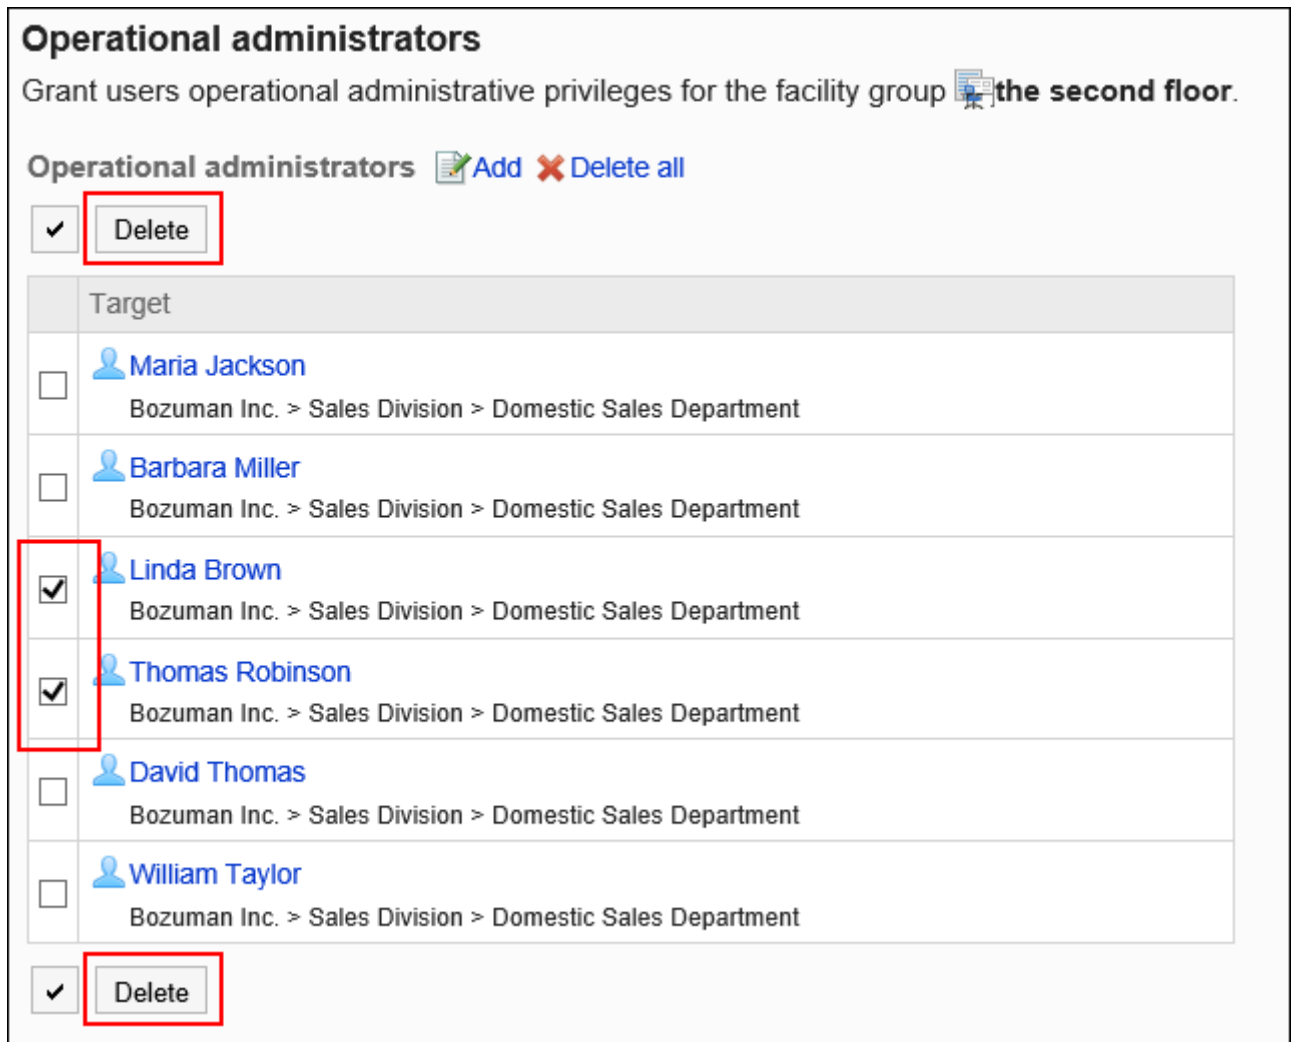 Operational administrators
Grant users operational administrative privileges for the facility group the second floor.
Operational administrators Add Delete all
Delete
Target
Maria Jackson
Bozuman Inc. > Sales Division > Domestic Sales Department
Barbara Miller
Bozuman Inc. > Sales Division > Domestic Sales Department
Linda Brown
Bozuman Inc. > Sales Division > Domestic Sales Department
Thomas Robinson
Bozuman Inc. > Sales Division > Domestic Sales Department
David Thomas
Bozuman Inc. > Sales Division > Domestic Sales Department
William Taylor
Bozuman Inc. > Sales Division > Domestic Sales Department
Delete